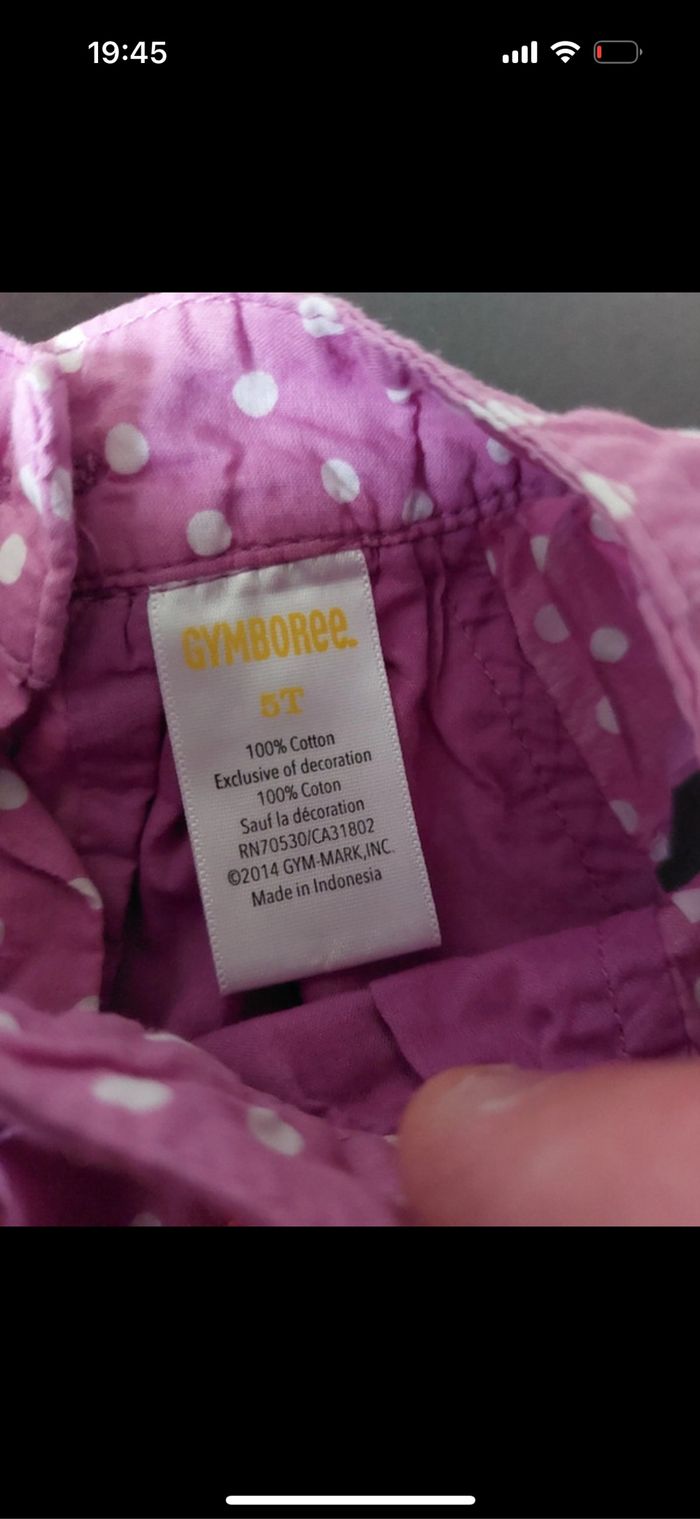 19:45
GYMBOREE.
5T
100% Cotton
Exclusive of decoration
100% Coton
Sauf la décoration
RN70530/CA31802
©2014 GYM-MARK,INC.
Made in Indonesia